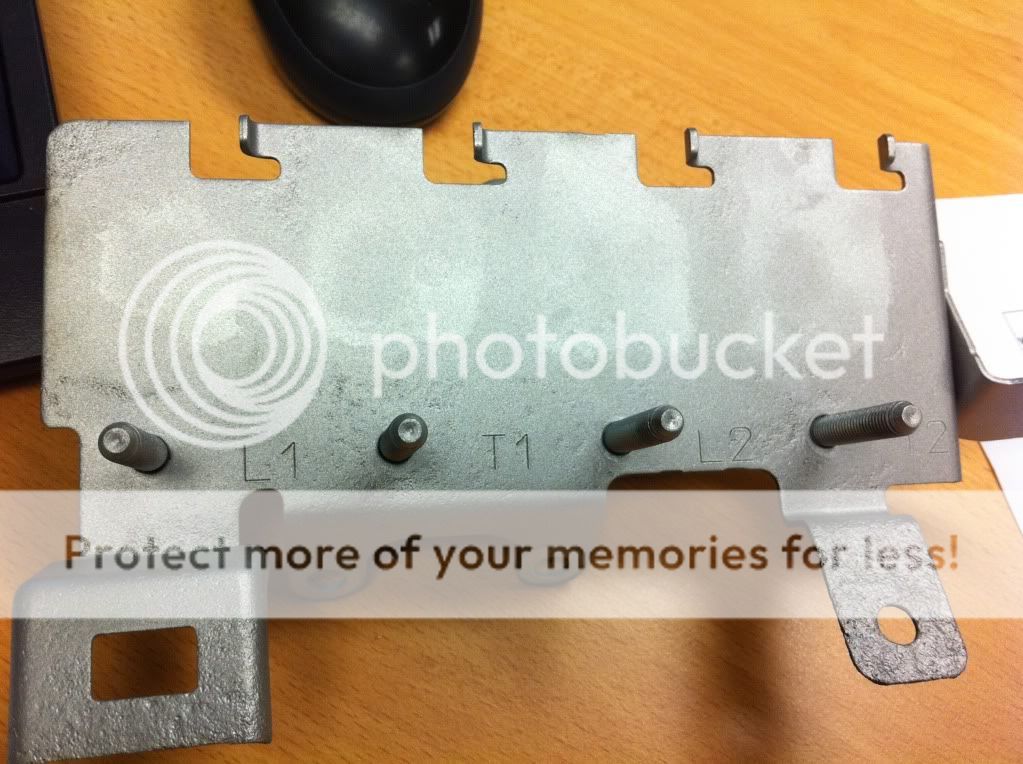 photobucket
L1 T1 L2 2
Protect more of your memories for less!